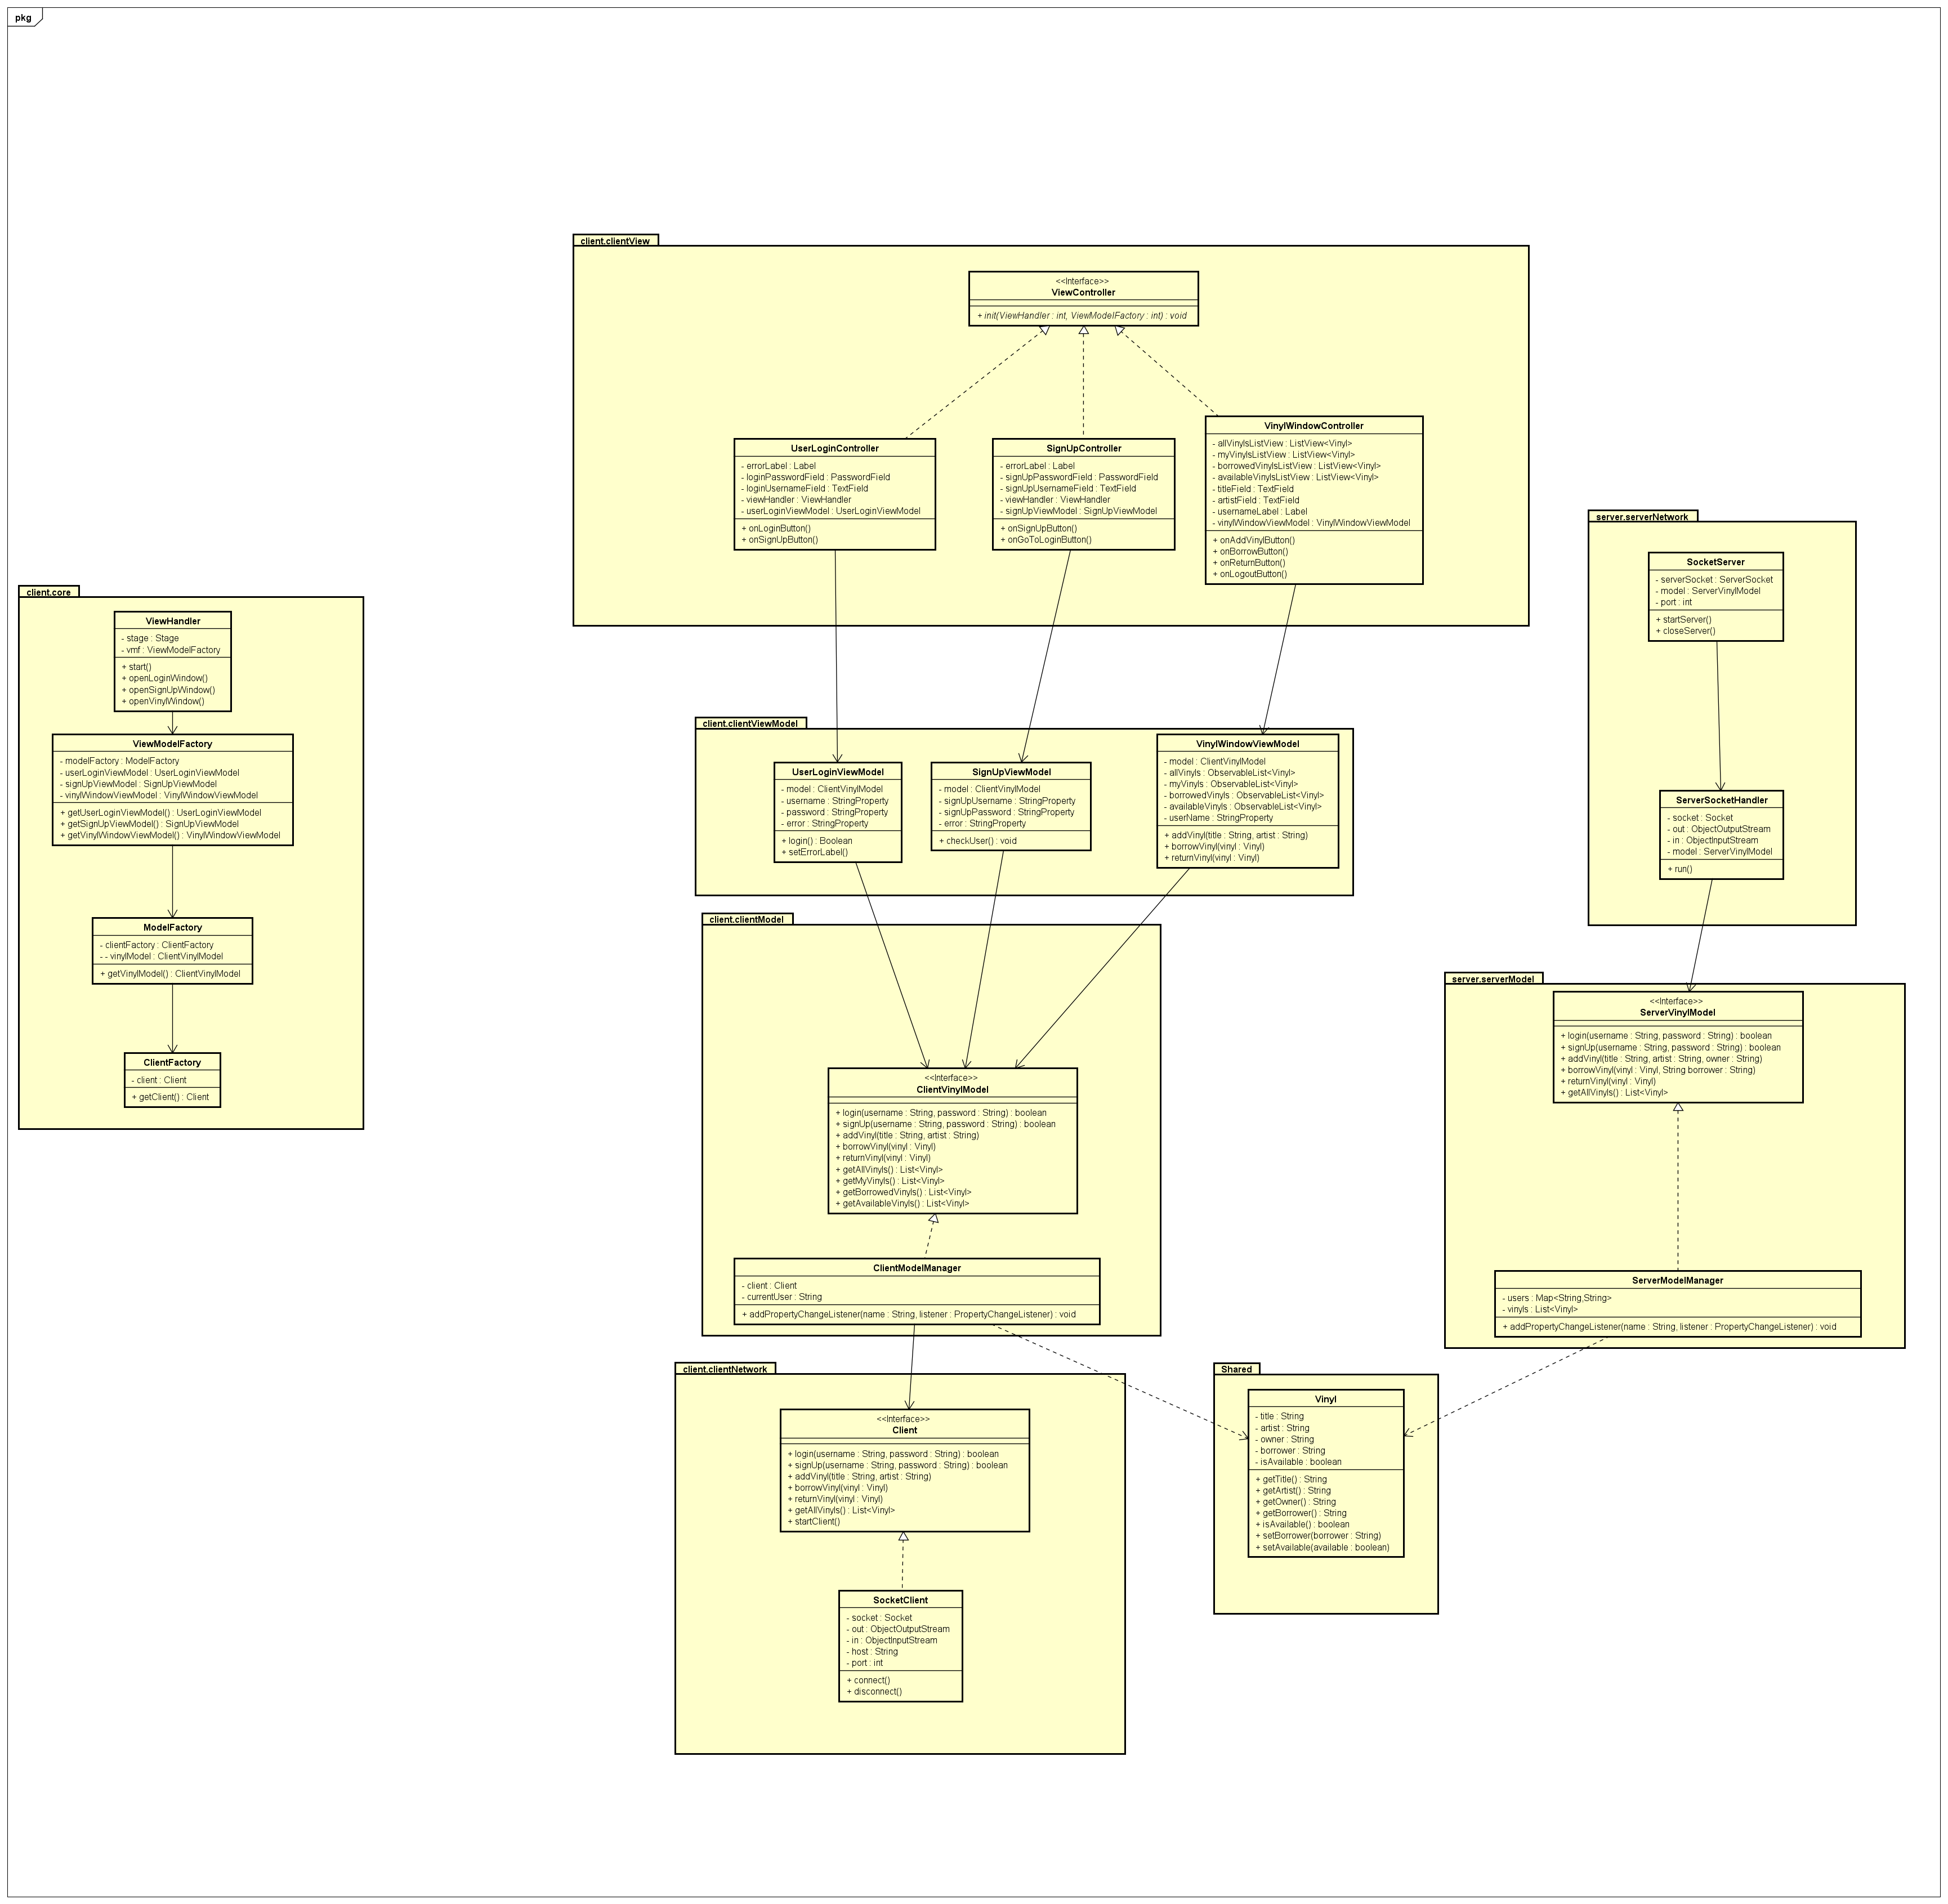 pkg
client.clientView
<<Interface>>
ViewController
+ init(ViewHandler : int, ViewModelFactory : int) : void
UserLoginController
- errorLabel : Label
- loginPasswordField : PasswordField
- loginUsernameField : TextField
- viewHandler : ViewHandler
- userLoginViewModel : UserLoginViewModel
+ onLoginButton()
+ onSignUpButton()
SignUpController
- errorLabel : Label
- signUpPasswordField : PasswordField
- signUpUsernameField : TextField
- viewHandler : ViewHandler
- signUpViewModel : SignUpViewModel
+ onSignUpButton()
+ onGoToLoginButton()
VinylWindowController
- allVinylsListView : ListView<Vinyl>
- myVinylsListView : ListView<Vinyl>
- borrowedVinylsListView : ListView<Vinyl>
- availableVinylsListView : ListView<Vinyl>
- titleField : TextField
- artistField : TextField
- usernameLabel : Label
- vinylWindowViewModel : VinylWindowViewModel
+ onAddVinylButton()
+ onBorrowButton()
+ onReturnButton()
+ onLogoutButton()
server.serverNetwork
SocketServer
- serverSocket : ServerSocket
- model : ServerVinylModel
- port : int
+ startServer()
+ closeServer()
ServerSocketHandler
- socket : Socket
- out : ObjectOutputStream
- in : ObjectInputStream
- model : ServerVinylModel
+ run()
client.core
ViewHandler
- stage : Stage
- vmf : ViewModelFactory
+ start()
+ openLoginWindow()
+ openSignUpWindow()
+ openVinylWindow()
ViewModelFactory
- modelFactory : ModelFactory
- userLoginViewModel : UserLoginViewModel
- signUpViewModel : SignUpViewModel
- vinylWindowViewModel : VinylWindowViewModel
+ getUserLoginViewModel() : UserLoginViewModel
+ getSignUpViewModel() : SignUpViewModel
+ getVinylWindowViewModel() : VinylWindowViewModel
ModelFactory
- clientFactory : ClientFactory
- - vinylModel : ClientVinylModel
+ getVinylModel() : ClientVinylModel
ClientFactory
- client : Client
+ getClient() : Client
client.clientViewModel
UserLoginViewModel
- model : ClientVinylModel
- username : StringProperty
- password : StringProperty
- error : StringProperty
+ login() : Boolean
+ setErrorLabel()
SignUpViewModel
- model : ClientVinylModel
- signUpUsername : StringProperty
- signUpPassword : StringProperty
- error : StringProperty
+ checkUser() : void
VinylWindowViewModel
- model : ClientVinylModel
- allVinyls : ObservableList<Vinyl>
- myVinyls : ObservableList<Vinyl>
- borrowedVinyls : ObservableList<Vinyl>
- availableVinyls : ObservableList<Vinyl>
- userName : StringProperty
+ addVinyl(title : String, artist : String)
+ borrowVinyl(vinyl : Vinyl)
+ returnVinyl(vinyl : Vinyl)
client.clientModel
<<Interface>>
ClientVinylModel
+ login(username : String, password : String) : boolean
+ signUp(username : String, password : String) : boolean
+ addVinyl(title : String, artist : String)
+ borrowVinyl(vinyl : Vinyl)
+ returnVinyl(vinyl : Vinyl)
+ getAllVinyls() : List<Vinyl>
+ getMyVinyls() : List<Vinyl>
+ getBorrowedVinyls() : List<Vinyl>
+ getAvailableVinyls() : List<Vinyl>
ClientModelManager
- client : Client
- currentUser : String
+ addPropertyChangeListener(name : String, listener : PropertyChangeListener) : void
server.serverModel
<<Interface>>
ServerVinylModel
+ login(username : String, password : String) : boolean
+ signUp(username : String, password : String) : boolean
+ addVinyl(title : String, artist : String, owner : String)
+ borrowVinyl(vinyl : Vinyl, String borrower : String)
+ returnVinyl(vinyl : Vinyl)
+ getAllVinyls() : List<Vinyl>
ServerModelManager
- users : Map<String,String>
- vinyls : List<Vinyl>
+ addPropertyChangeListener(name : String, listener : PropertyChangeListener) : void
client.clientNetwork
<<Interface>>
Client
+ login(username : String, password : String) : boolean
+ signUp(username : String, password : String) : boolean
+ addVinyl(title : String, artist : String)
+ borrowVinyl(vinyl : Vinyl)
+ returnVinyl(vinyl : Vinyl)
+ getAllVinyls() : List<Vinyl>
+ startClient()
SocketClient
- socket : Socket
- out : ObjectOutputStream
- in : ObjectInputStream
- host : String
- port : int
+ connect()
+ disconnect()
Shared
Vinyl
- title : String
- artist : String
- owner : String
- borrower : String
- isAvailable : boolean
+ getTitle() : String
+ getArtist() : String
+ getOwner() : String
+ getBorrower() : String
+ isAvailable() : boolean
+ setBorrower(borrower : String)
+ setAvailable(available : boolean)